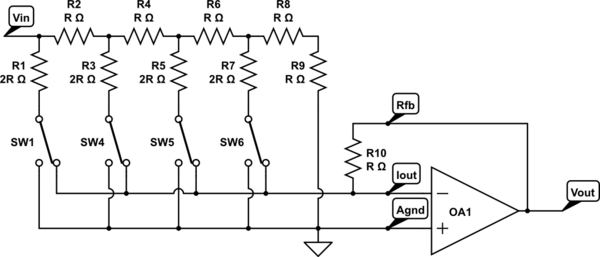 Vin
R2
R Ω
R4
R Ω
R6
R Ω
R8
R Ω
R1
2R Ω
R3
2R Ω
R5
2R Ω
R7
2R Ω
R9
R Ω
SW1
SW4
SW5
SW6
Rfb
R10
R Ω
Iout
Agnd
−
+
OA1
Vout